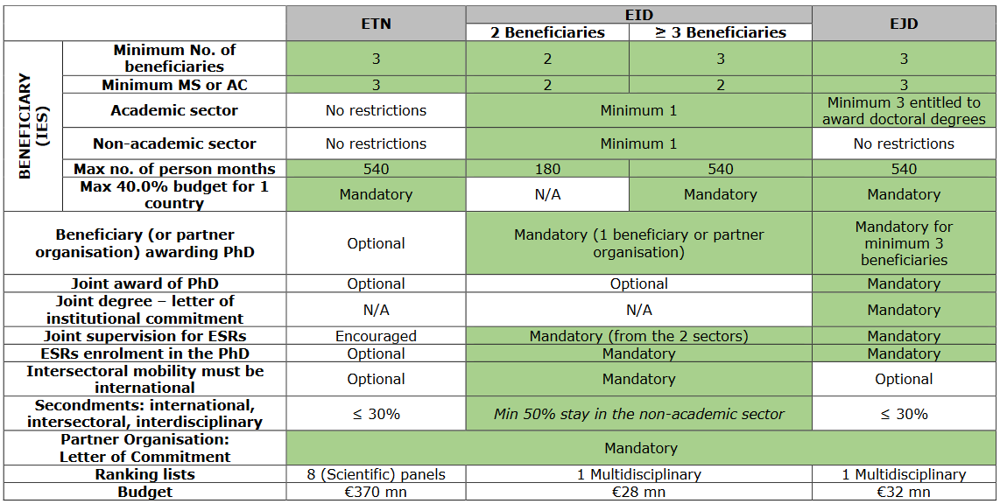 ETN
EID
EJD
2 Beneficiaries
≥ 3 Beneficiaries
BENEFICIARY
(IES)
Minimum No. of
beneficiaries
3
2
3
3
Minimum MS or AC
3
2
2
3
Academic sector
No restrictions
Minimum 1
Minimum 3 entitled to
award doctoral degrees
Non-academic sector
No restrictions
Minimum 1
No restrictions
Max no. of person months
540
180
540
540
Max 40.0% budget for 1
country
Mandatory
N/A
Mandatory
Mandatory
Beneficiary (or partner
organisation) awarding PhD
Optional
Mandatory (1 beneficiary or partner
organisation)
Mandatory for
minimum 3
beneficiaries
Joint award of PhD
Optional
Optional
Mandatory
Joint degree – letter of
institutional commitment
N/A
N/A
Mandatory
Joint supervision for ESRs
Encouraged
Mandatory (from the 2 sectors)
Mandatory
ESRs enrolment in the PhD
Optional
Mandatory
Mandatory
Intersectoral mobility must be
international
Optional
Mandatory
Optional
Secondments: international,
intersectoral, interdisciplinary
≤ 30%
Min 50% stay in the non-academic sector
≤ 30%
Partner Organisation:
Letter of Commitment
Mandatory
Ranking lists
8 (Scientific) panels
1 Multidisciplinary
1 Multidisciplinary
Budget
€370 mn
€28 mn
€32 mn